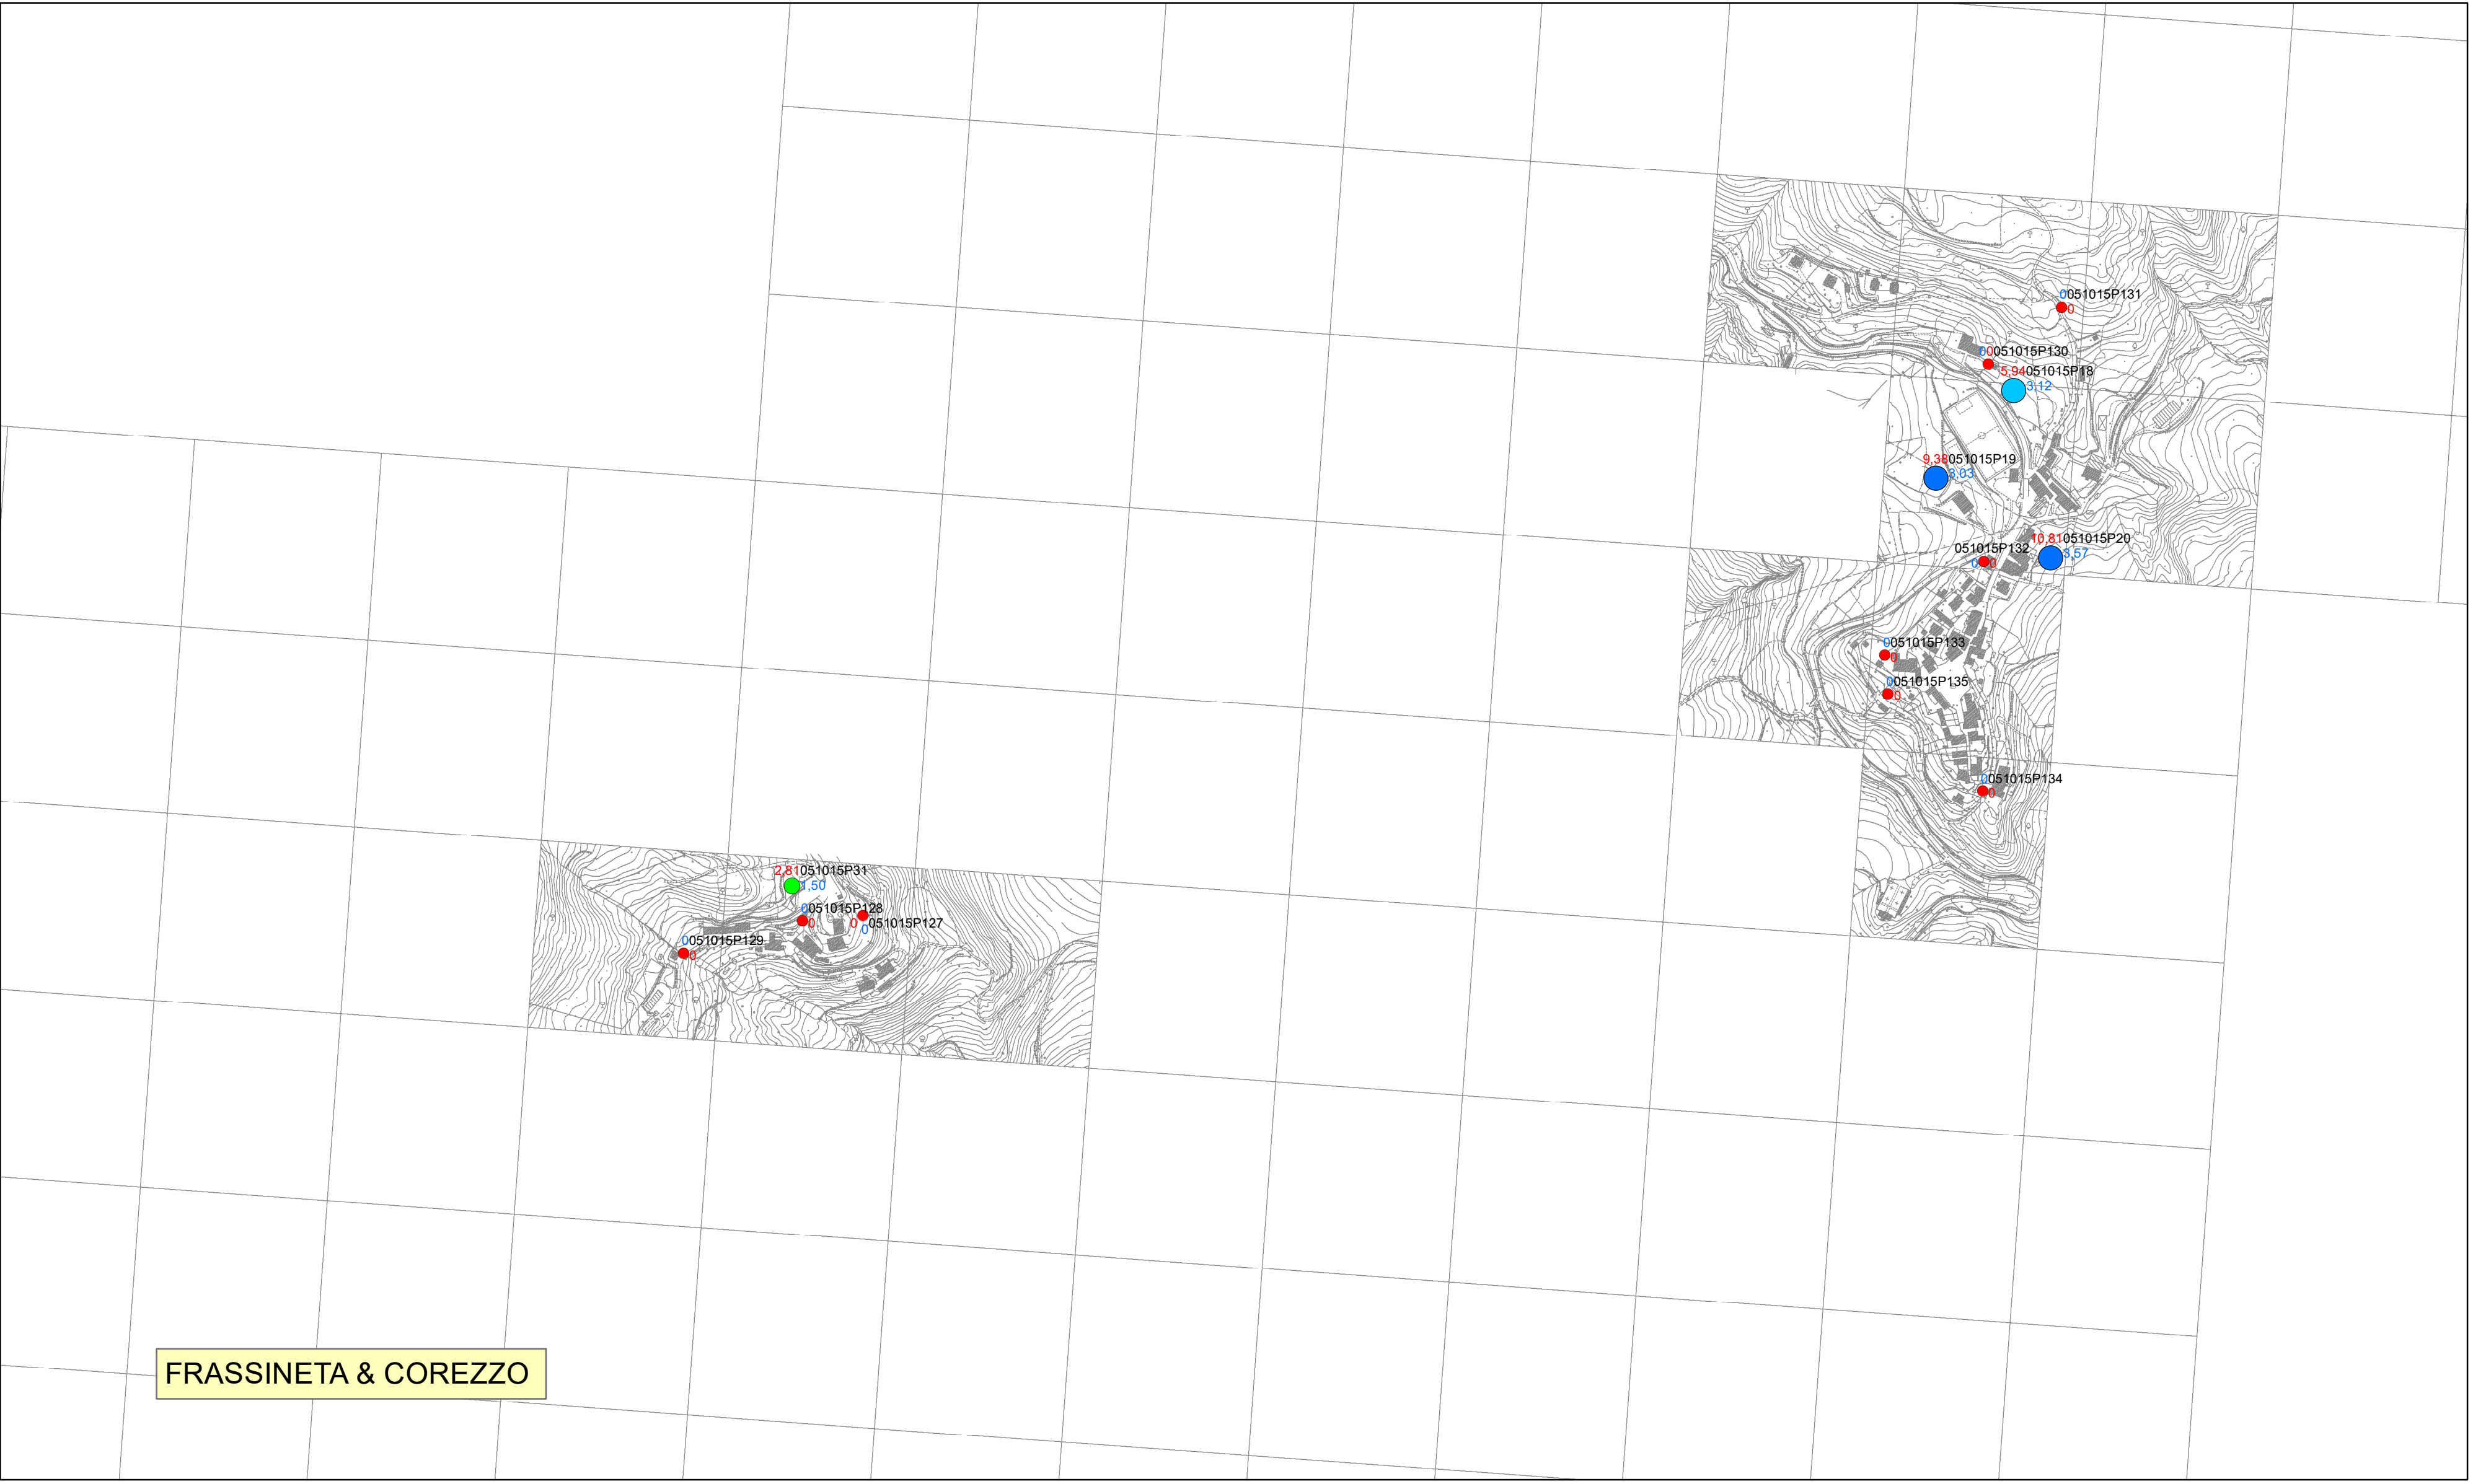 0051015P131
0
00051015P130
5,94051015P18
3,12
9,38051015P19
3,03
10,81051015P20
3,57
051015P132
0 0
0051015P133
0
0051015P135
0
0051015P134
0
2,81051015P31
1,50
0051015P128
0
0 051015P127
0
0051015P129
0
FRASSINETA & COREZZO